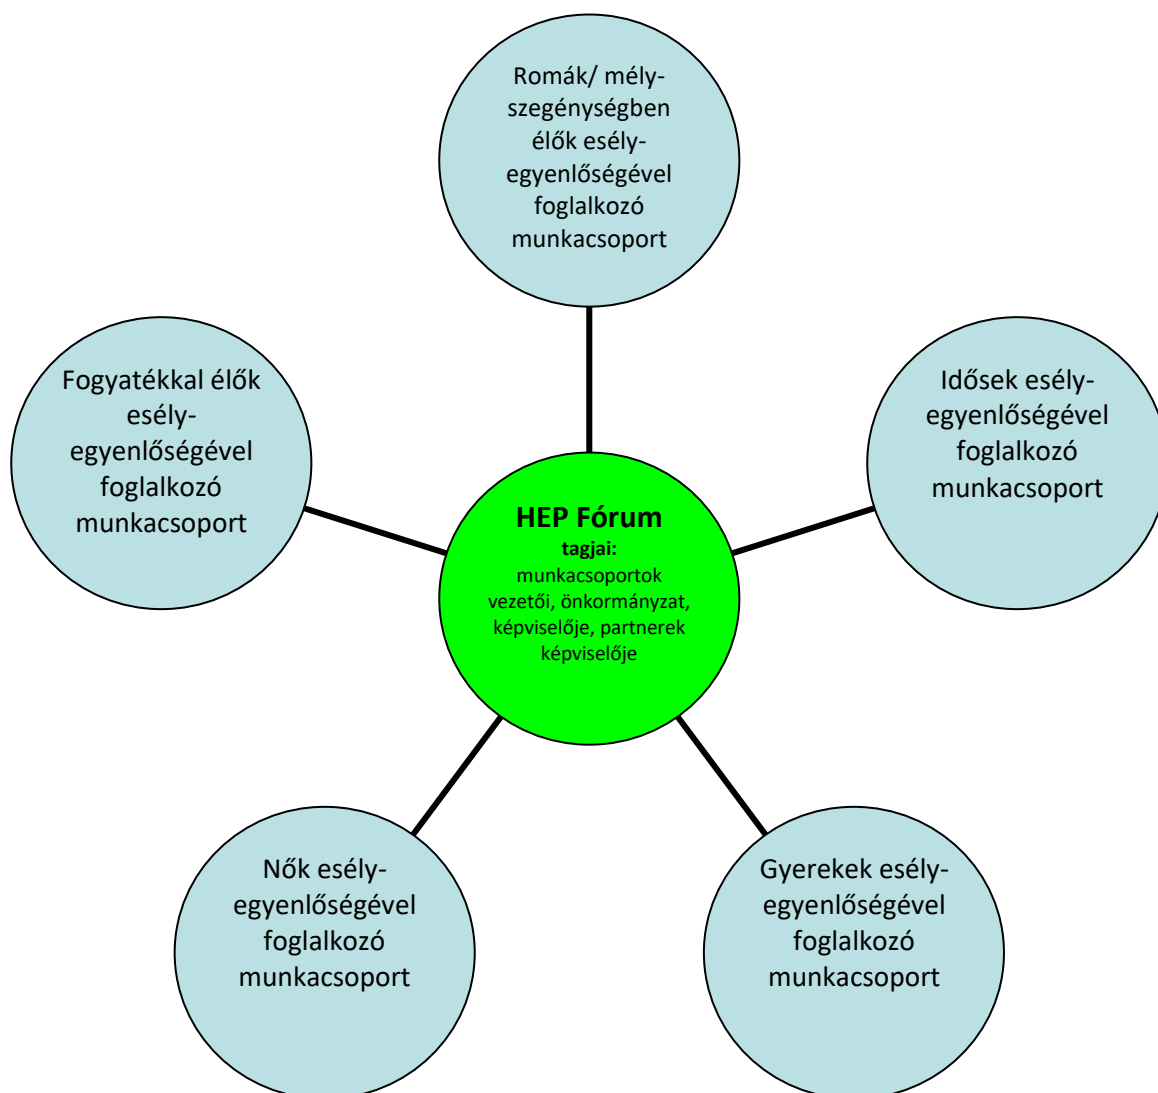 Romák/ mély-
szegénységben
élők esély-
egyenlőségével
foglalkozó
munkacsoport
Fogyatékkal élők
esély-
egyenlőségével
foglalkozó
munkacsoport
Idősek esély-
egyenlőségével
foglalkozó
munkacsoport
HEP Fórum
tagjai:
munkacsoportok
vezetői, önkormányzat,
képviselője, partnerek
képviselője
Nők esély-
egyenlőségével
foglalkozó
munkacsoport
Gyerekek esély-
egyenlőségével
foglalkozó
munkacsoport